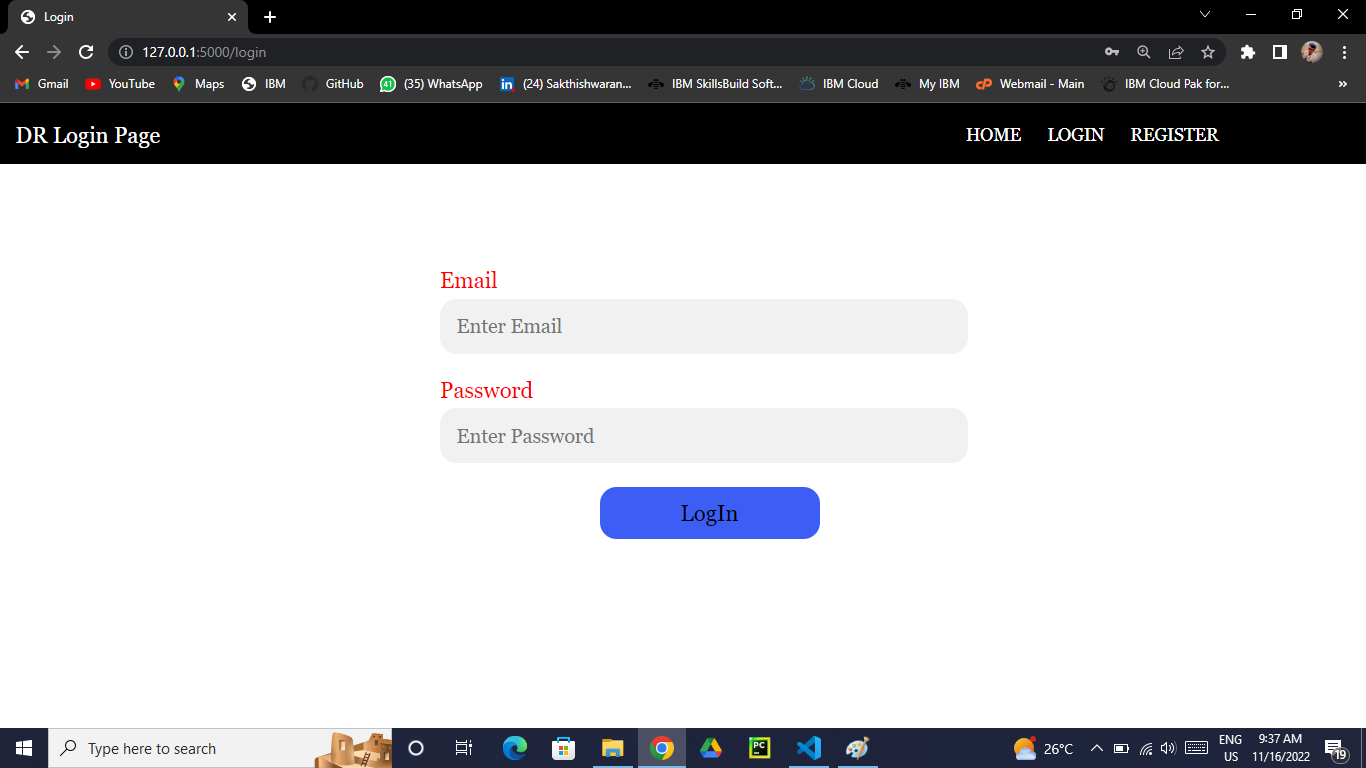 Login
127.0.0.1:5000/login
Gmail YouTube Maps IBM GitHub (35) WhatsApp (24) Sakthishwaran... IBM SkillsBuild Soft... IBM Cloud My IBM Webmail - Main IBM Cloud Pak for... »
DR Login Page HOME LOGIN REGISTER
Email
Enter Email
Password
Enter Password
LogIn
Type here to search
26°C
ENG
US
9:37 AM
11/16/2022
19